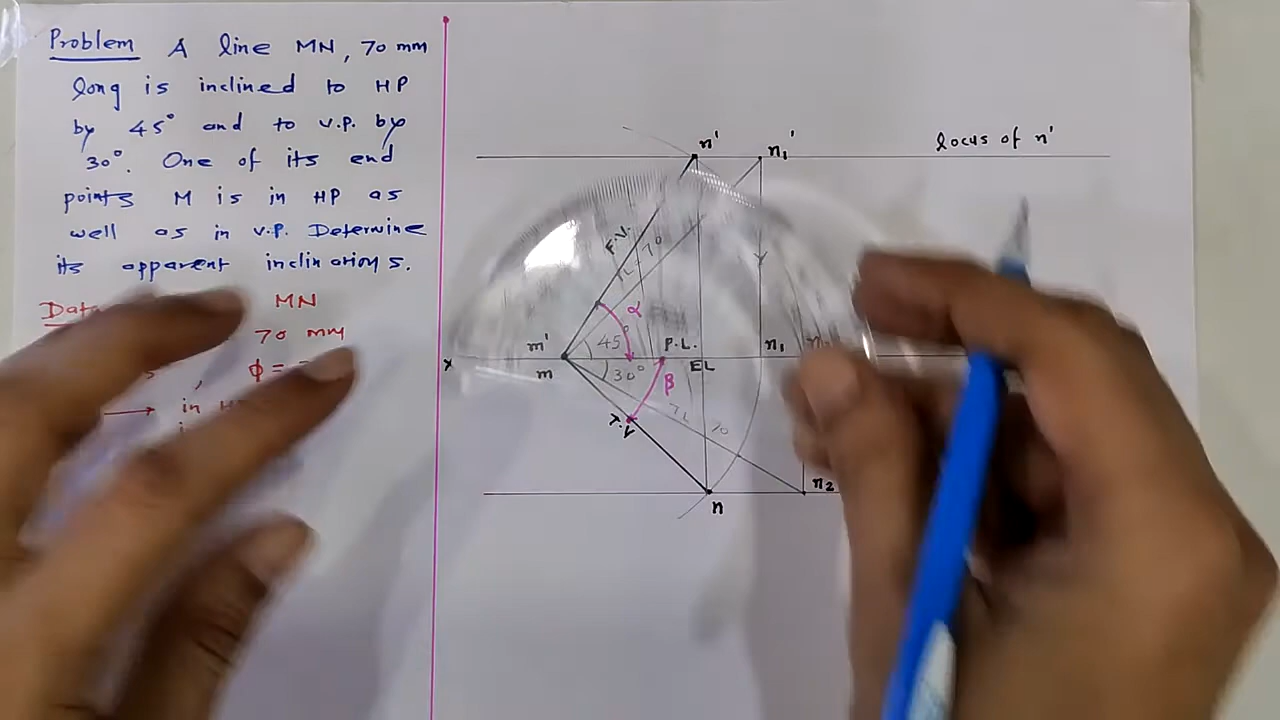 Problem A line MN, 70 mm
long is inclined to HP
by 45° and to v.p. by
30°. One of its end
points M is in HP as
well as in v.p. Determine
its apparent inclinations.
MN
70 mm
ϕ =
in
n'
n₁'
locus of n'
F.V.
TL 70
α
m'
45°
P.L.
n₁
x
m
30°
EL
β
TL 70
T.V
n₂
n